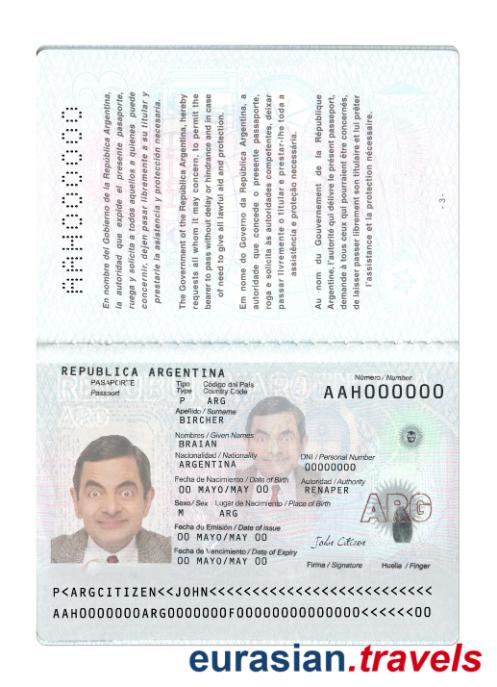 AAH000000
En nombre del Gobierno de la República Argentina,
la autoridad que expide el presente pasaporte,
ruega y solicita a todos aquellos a quienes puede
concernir, dejen pasar libremente a su titular y
prestarle la asistencia y protección necesaria.
The Government of the República Argentina, hereby
requests all whom it may concern, to permit the
bearer to pass without delay or hindrance and in case
of need to give all lawful aid and protection.
Em nome do Governo da República Argentina, a
autoridade que concede o presente passaporte,
roga e solicita às autoridades competentes, deixar
passar livremente o titular e prestar-lhe toda a
assistência e proteção necessária.
Au nom du Gouvernement de la République
Argentine, l'autorité qui délivre le présent passeport,
demande à tous ceux qui pourraient être concernés,
de laisser passer librement son titulaire et lui prêter
l'assistance et la protection nécessaire.
- 3 -
REPUBLICA ARGENTINA
PASAPORTE
Passport
Tipo Código del País
Type Country Code
P ARG
Número / Number
AAH000000
Apellido / Surname
BIRCHER
Nombres / Given Names
BRAIAN
Nacionalidad / Nationality
ARGENTINA
DNI / Personal Number
00000000
Fecha de Nacimiento / Date of Birth
00 MAYO/MAY 00
Autoridad / Authority
RENAPER
Sexo / Sex Lugar de Nacimiento / Place of Birth
M ARG
ARG
Fecha du Emisión / Date of issue
00 MAYO/MAY 00
John Citizen
Fecha de Vencimiento / Date of Expiry
00 MAYO/MAY 00
Firma / Signature Huella / Finger
P<ARGCITIZEN<<JOHN<<<<<<<<<<<<<<<<<<<<<<<<<<
AAH0000000ARG0000000F00000000000000<<<<<<00
eurasian.travels